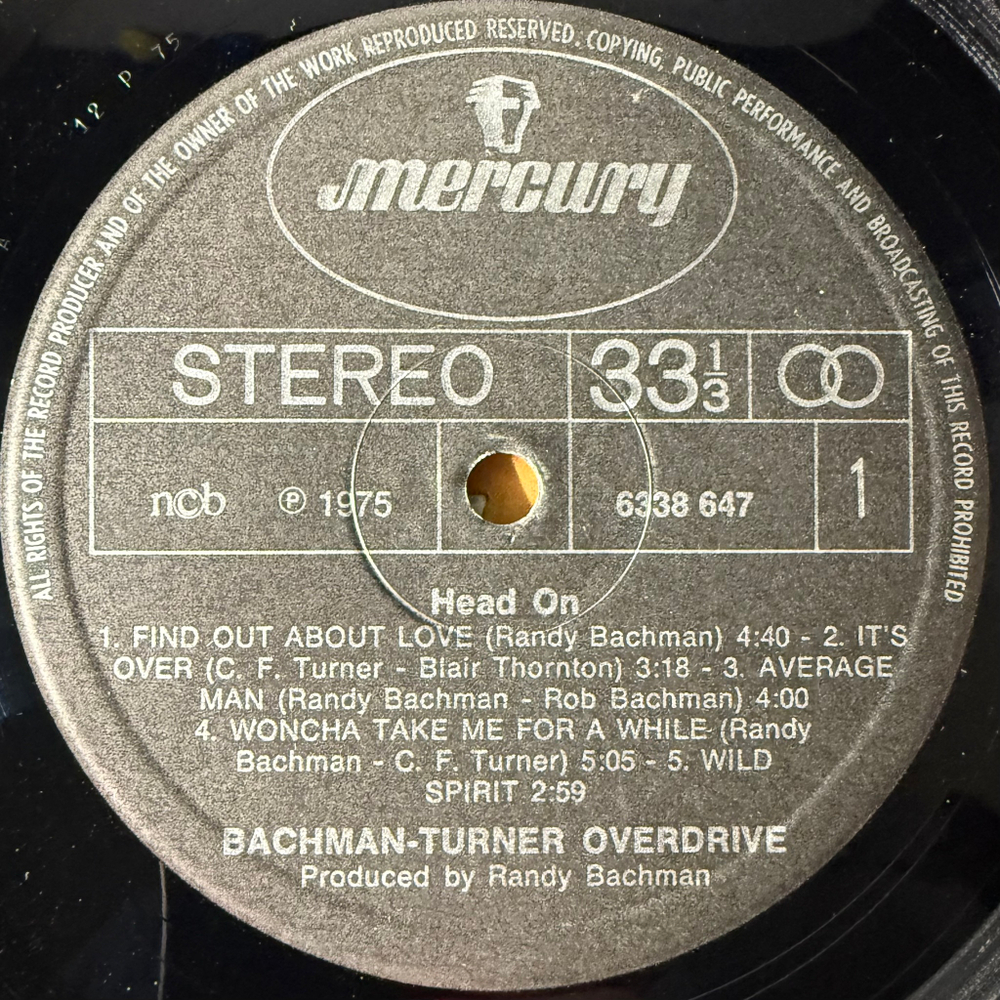 12 P 75
ALL RIGHTS OF THE RECORD PRODUCER AND OF THE OWNER OF THE WORK REPRODUCED RESERVED. COPYING, PUBLIC PERFORMANCE AND BROADCASTING OF THIS RECORD PROHIBITED
mercury
STEREO 33 1/3
ncb ℗ 1975 6338 647 1
Head On
1. FIND OUT ABOUT LOVE (Randy Bachman) 4:40 - 2. IT'S
OVER (C. F. Turner - Blair Thornton) 3:18 - 3. AVERAGE
MAN (Randy Bachman - Rob Bachman) 4:00
4. WONCHA TAKE ME FOR A WHILE (Randy
Bachman - C. F. Turner) 5:05 - 5. WILD
SPIRIT 2:59
BACHMAN-TURNER OVERDRIVE
Produced by Randy Bachman